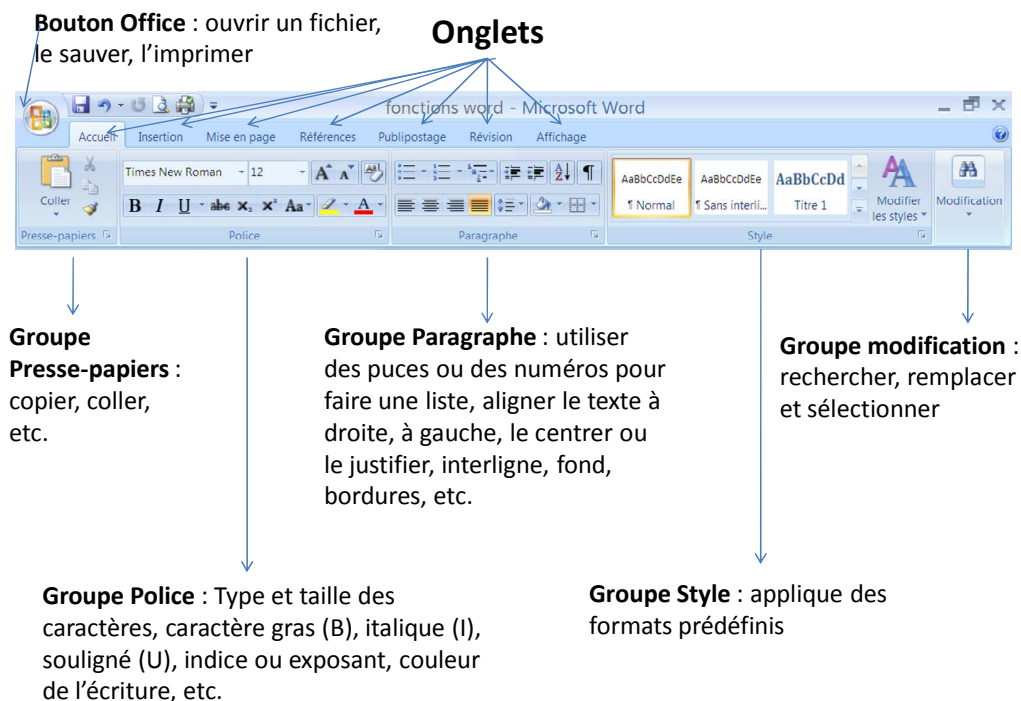 Bouton Office : ouvrir un fichier,
le sauver, l’imprimer
Onglets
fonctions word - Microsoft Word
Accueil Insertion Mise en page Références Publipostage Révision Affichage
Times New Roman 12 A A Aa
AaBbCcDdEe AaBbCcDdEe AaBbCcDd
Coller
B I U abe X₂ X² Aa A
¶ Normal ¶ Sans interli... Titre 1
Modifier
les styles
Modification
Presse-papiers Police Paragraphe Style
Groupe
Presse-papiers :
copier, coller,
etc.
Groupe Paragraphe : utiliser
des puces ou des numéros pour
faire une liste, aligner le texte à
droite, à gauche, le centrer ou
le justifier, interligne, fond,
bordures, etc.
Groupe modification :
rechercher, remplacer
et sélectionner
Groupe Police : Type et taille des
caractères, caractère gras (B), italique (I),
souligné (U), indice ou exposant, couleur
de l’écriture, etc.
Groupe Style : applique des
formats prédéfinis